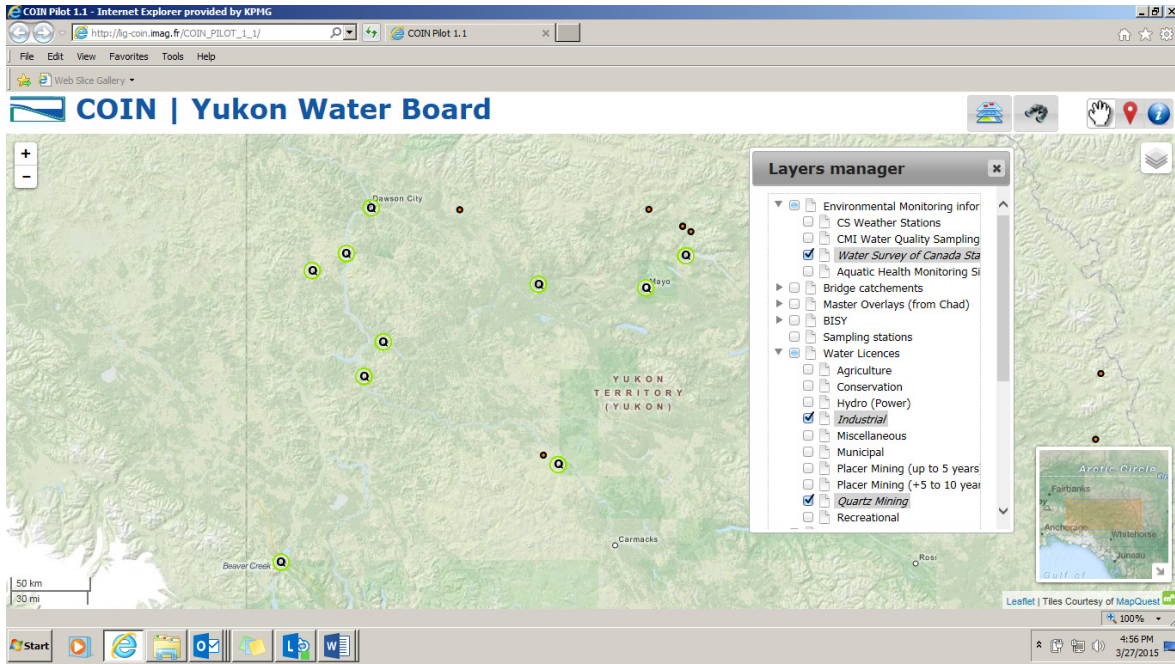 COIN Pilot 1.1 - Internet Explorer provided by KPMG
http://lig-coin.imag.fr/COIN_PILOT_1_1/
COIN Pilot 1.1
File Edit View Favorites Tools Help
Web Slice Gallery
COIN | Yukon Water Board
+
-
Layers manager
Environmental Monitoring infor
CS Weather Stations
CMI Water Quality Sampling
Water Survey of Canada Sta
Aquatic Health Monitoring Si
Bridge catchements
Master Overlays (from Chad)
BISY
Sampling stations
Water Licences
Agriculture
Conservation
Hydro (Power)
Industrial
Miscellaneous
Municipal
Placer Mining (up to 5 years)
Placer Mining (+5 to 10 year
Quartz Mining
Recreational
Dawson City
Q
Q
Q
Q
Q
Q Mayo
Q
Q
YUKON
TERRITORY
(YUKON)
Q
Carmacks
Beaver Creek Q
Ross
Arctic Circle
Fairbanks
Anchorage
Whitehorse
Juneau
Gulf of
50 km
30 mi
Leaflet | Tiles Courtesy of MapQuest
100%
Start
4:56 PM
3/27/2015